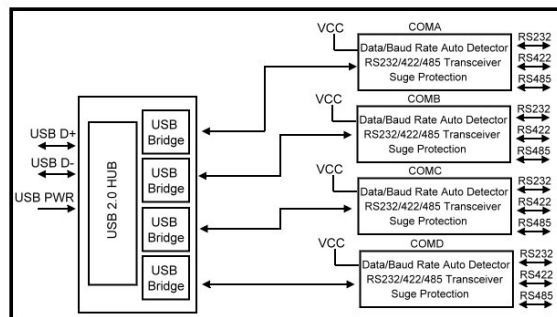 USB D+
USB D-
USB PWR
USB 2.0 HUB
USB
Bridge
USB
Bridge
USB
Bridge
USB
Bridge
VCC
COMA
Data/Baud Rate Auto Detector
RS232/422/485 Transceiver
Suge Protection
RS232
RS422
RS485
VCC
COMB
Data/Baud Rate Auto Detector
RS232/422/485 Transceiver
Suge Protection
RS232
RS422
RS485
VCC
COMC
Data/Baud Rate Auto Detector
RS232/422/485 Transceiver
Suge Protection
RS232
RS422
RS485
VCC
COMD
Data/Baud Rate Auto Detector
RS232/422/485 Transceiver
Suge Protection
RS232
RS422
RS485